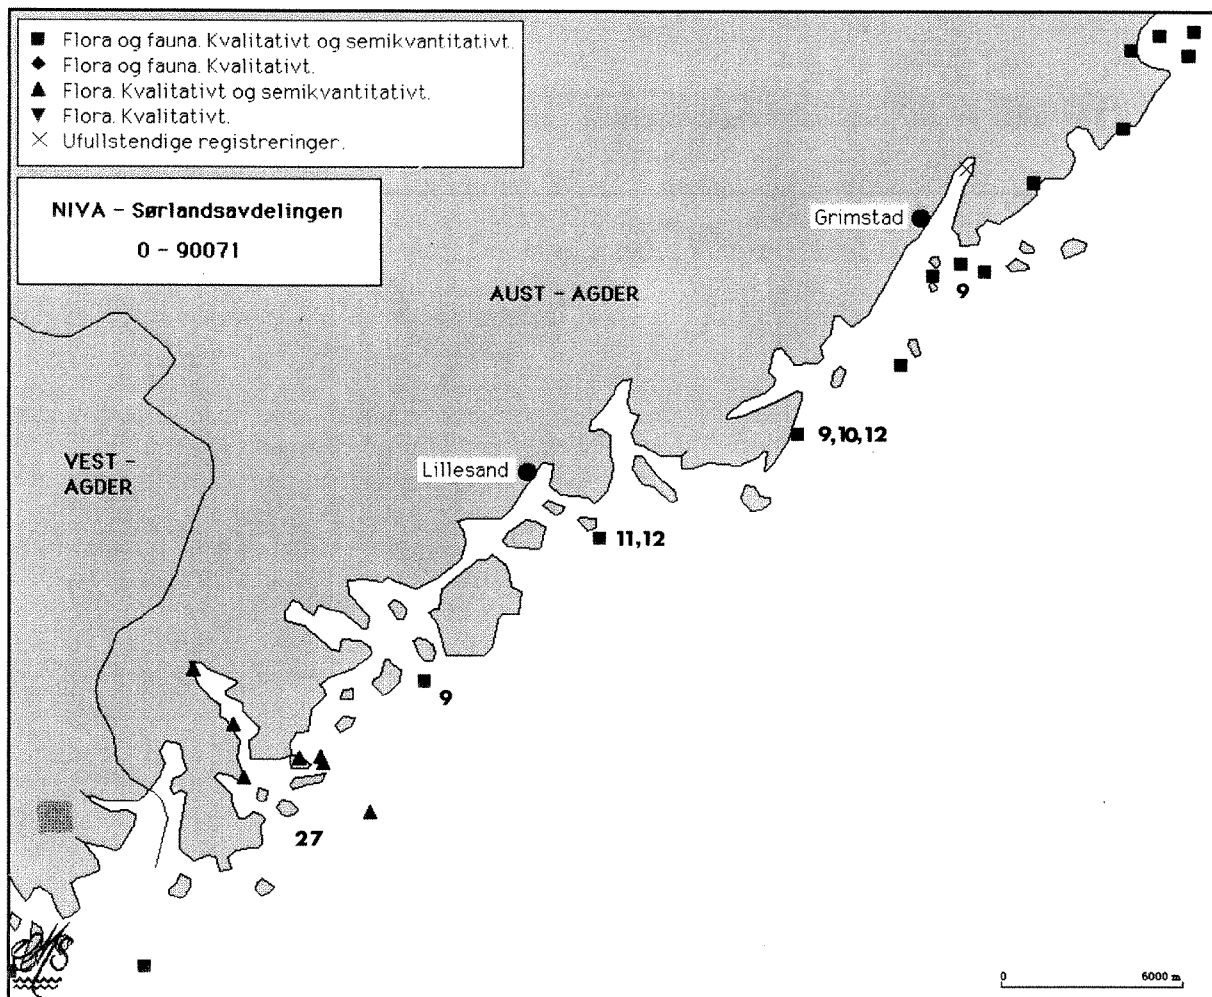 Flora og fauna. Kvalitativt og semikvantitativt.
Flora og fauna. Kvalitativt.
Flora. Kvalitativt og semikvantitativt.
Flora. Kvalitativt.
Ufullstendige registreringer.
NIVA - Sørlandsavdelingen
O - 90071
Grimstad
9
AUST - AGDER
9,10,12
VEST -
AGDER
Lillesand
11,12
9
27
0 6000 m